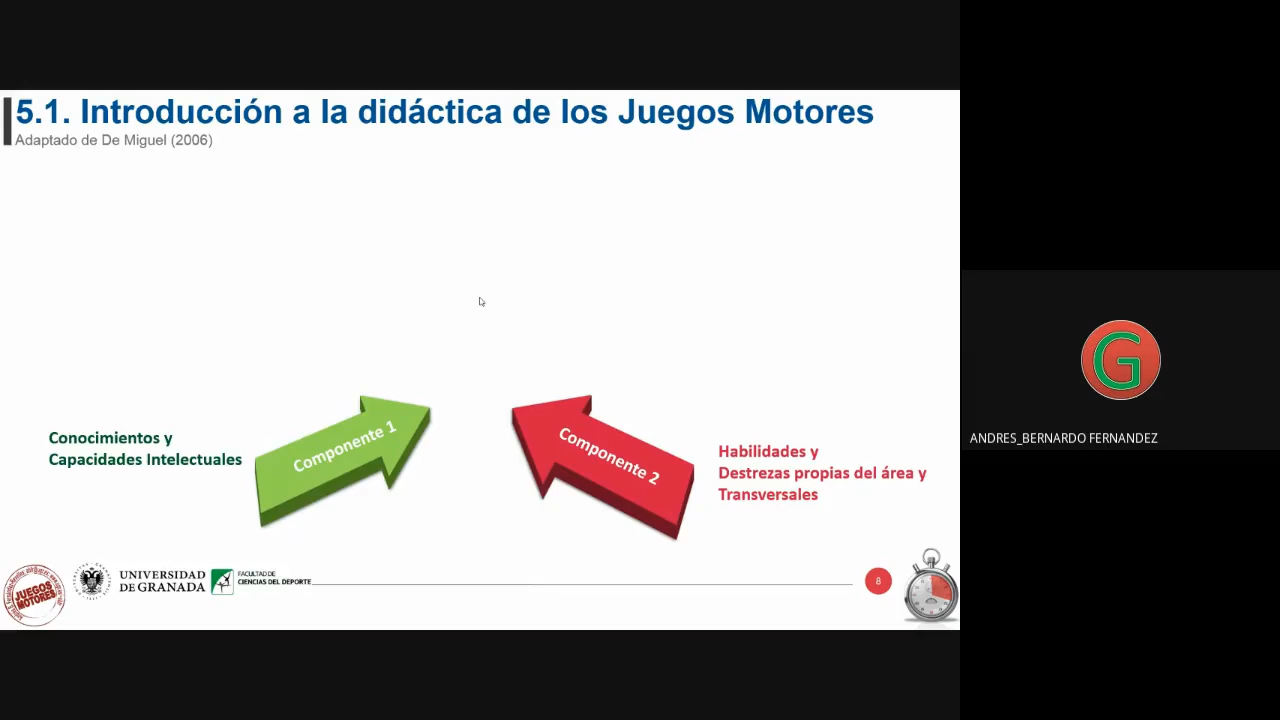 5.1. Introducción a la didáctica de los Juegos Motores
Adaptado de De Miguel (2006)
Componente 1
Componente 2
Conocimientos y
Capacidades Intelectuales
Habilidades y
Destrezas propias del área y
Transversales
JUEGOS
MOTORES
UNIVERSIDAD
DE GRANADA
FACULTAD DE
CIENCIAS DEL DEPORTE
8
G
ANDRES_BERNARDO FERNANDEZ